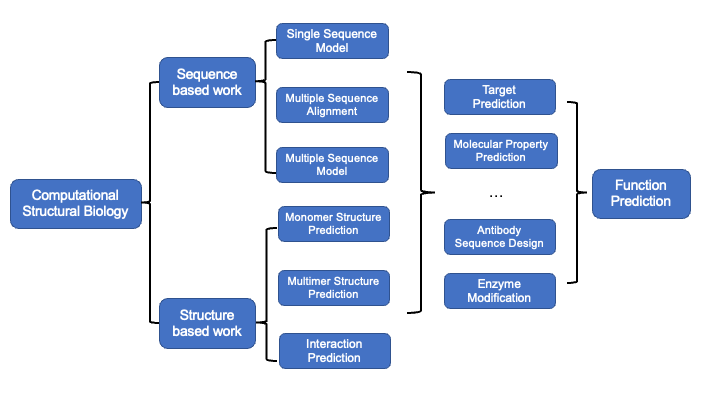 Computational
Structural Biology
Sequence
based work
Structure
based work
Single Sequence
Model
Multiple Sequence
Alignment
Multiple Sequence
Model
Monomer Structure
Prediction
Multimer Structure
Prediction
Interaction
Prediction
Target
Prediction
Molecular Property
Prediction
...
Antibody
Sequence Design
Enzyme
Modification
Function
Prediction